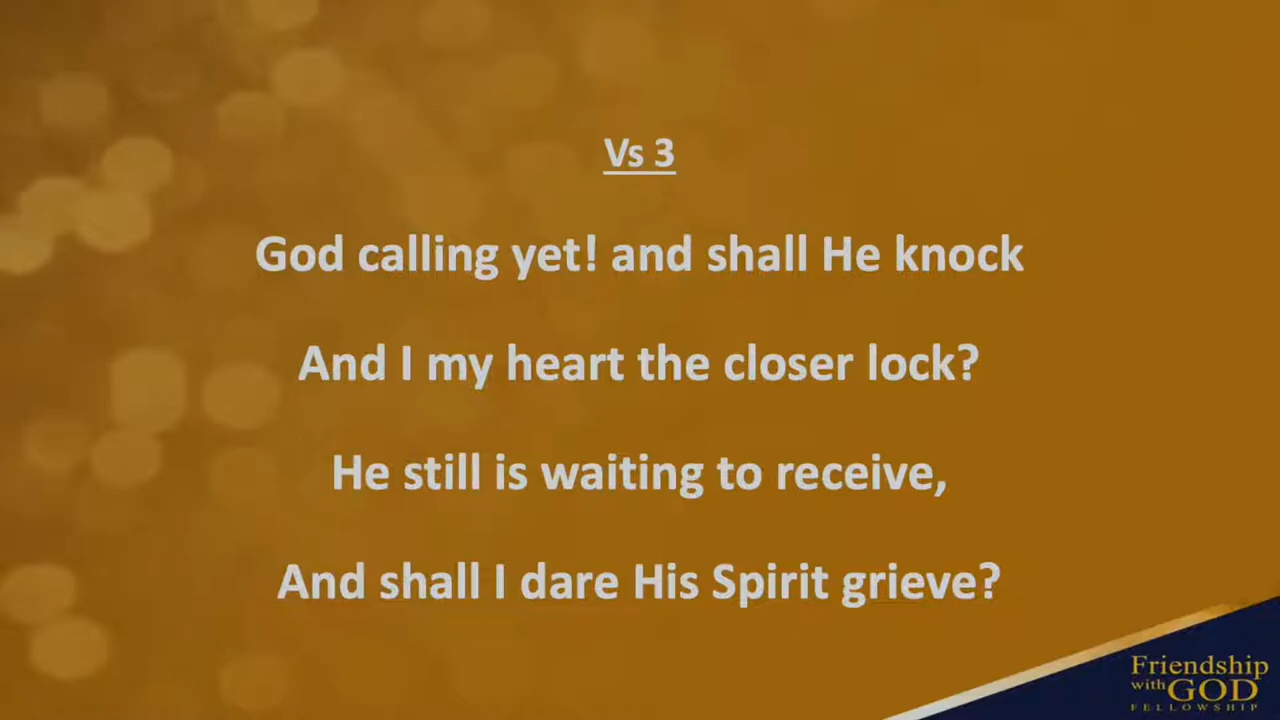 Vs 3
God calling yet! and shall He knock
And I my heart the closer lock?
He still is waiting to receive,
And shall I dare His Spirit grieve?
Friendship
with GOD
FELLOWSHIP